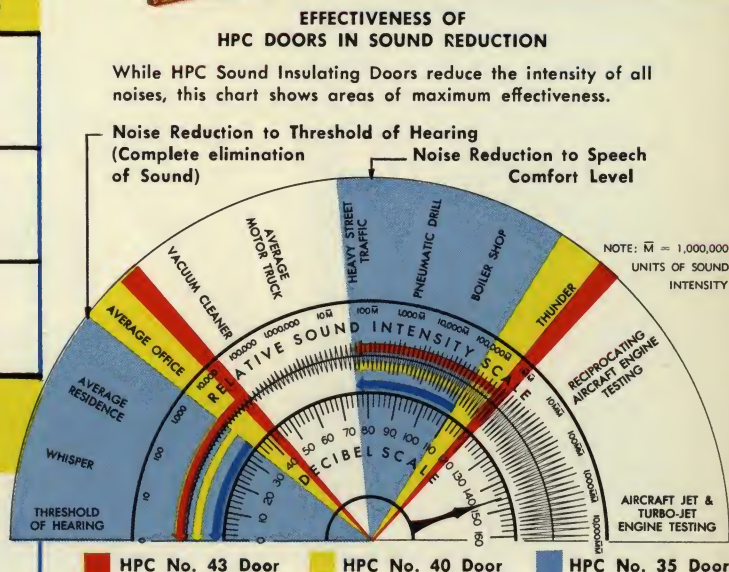 EFFECTIVENESS OF
HPC DOORS IN SOUND REDUCTION
While HPC Sound Insulating Doors reduce the intensity of all
noises, this chart shows areas of maximum effectiveness.
Noise Reduction to Threshold of Hearing
(Complete elimination
of Sound)
Noise Reduction to Speech
Comfort Level
NOTE: M̅ = 1,000,000
UNITS OF SOUND
INTENSITY
THRESHOLD
OF HEARING
WHISPER
AVERAGE
RESIDENCE
AVERAGE OFFICE
VACUUM CLEANER
AVERAGE
MOTOR TRUCK
HEAVY STREET
TRAFFIC
PNEUMATIC DRILL
BOILER SHOP
THUNDER
RECIPROCATING
AIRCRAFT ENGINE
TESTING
AIRCRAFT JET &
TURBO-JET
ENGINE TESTING
0 10 100 1,000 10,000 100,000 1,000,000 10M̅ 100M̅ 1,000M̅ 10,000M̅ 100,000M̅
RELATIVE SOUND INTENSITY SCALE
0 10 20 30 40 50 60 70 80 90 100 110 120 130 140 150 160
DECIBEL SCALE
HPC No. 43 Door
HPC No. 40 Door
HPC No. 35 Door